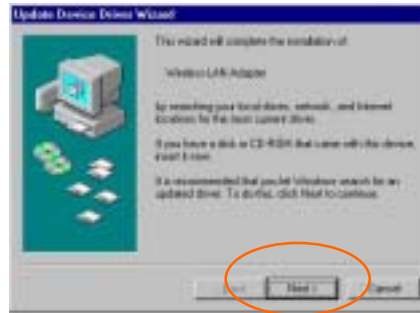 Update Device Driver Wizard
This wizard will complete the installation of:
Wireless LAN Adapter
by searching your local drives, network, and Internet
locations for the most current driver.
If you have a disk or CD-ROM that came with this device,
insert it now.
It is recommended that you let Windows search for an
updated driver. To do this, click Next to continue.
Next >
Cancel